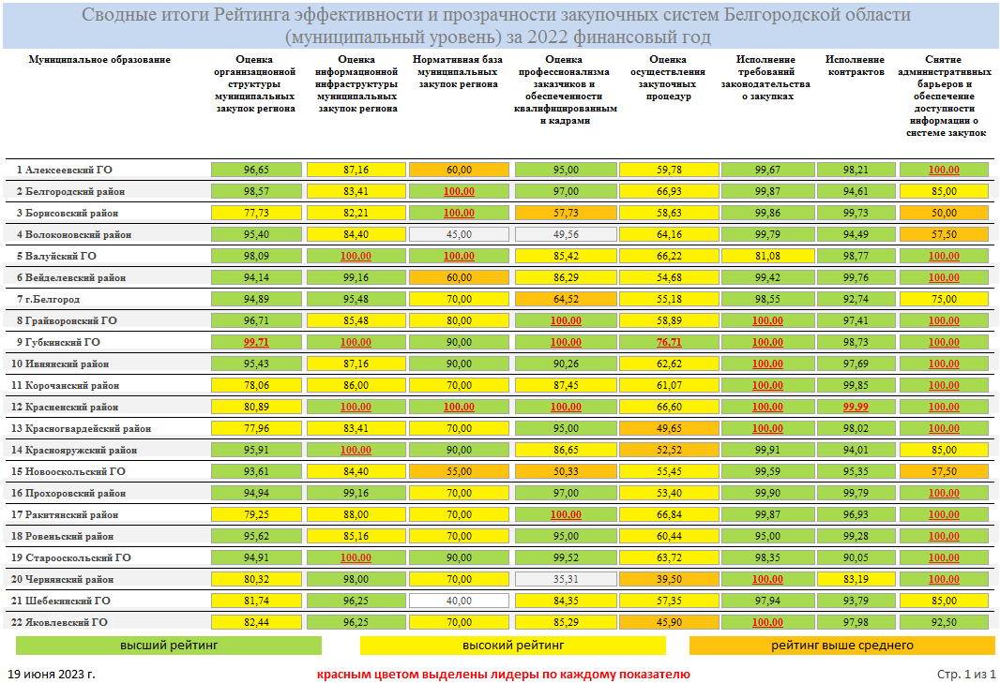 Сводные итоги Рейтинга эффективности и прозрачности закупочных систем Белгородской области
(муниципальный уровень) за 2022 финансовый год
Муниципальное образование
Оценка организационной структуры муниципальных закупок региона
Оценка информационной инфраструктуры муниципальных закупок региона
Нормативная база муниципальных закупок региона
Оценка профессионализма заказчиков и обеспеченности квалифицированным и кадрами
Оценка осуществления закупочных процедур
Исполнение требований законодательства о закупках
Исполнение контрактов
Снятие административных барьеров и обеспечение доступности информации о системе закупок
1 Алексеевский ГО 96,65 87,16 60,00 95,00 59,78 99,67 98,21 100.00
2 Белгородский район 98,57 83,41 100.00 97,00 66,93 99,87 94,61 85,00
3 Борисовский район 77,73 82,21 100.00 57,73 58,63 99,86 99,73 50,00
4 Волоконовский район 95,40 84,40 45,00 49,56 64,16 99,79 94,49 57,50
5 Валуйский ГО 98,09 100.00 100.00 85,42 66,22 81,08 98,77 100.00
6 Вейделевский район 94,14 99,16 60,00 86,29 54,68 99,42 99,76 100.00
7 г.Белгород 94,89 95,48 70,00 64,52 55,18 98,55 92,74 75,00
8 Грайворонский ГО 96,71 85,48 80,00 100.00 58,89 100.00 97,41 100.00
9 Губкинский ГО 99.71 100.00 90,00 100.00 76.71 100.00 98,73 100.00
10 Ивнянский район 95,43 87,16 90,00 90,26 62,62 100.00 97,69 100.00
11 Корочанский район 78,06 86,00 70,00 87,45 61,07 100.00 99,85 100.00
12 Красненский район 80,89 100.00 100.00 100.00 66,60 100.00 99.99 100.00
13 Красногвардейский район 77,96 83,41 70,00 95,00 49,65 100.00 98,02 100.00
14 Краснояружский район 95,91 100.00 90,00 86,65 52,52 99,91 94,01 85,00
15 Новооскольский ГО 93,61 84,40 55,00 50,33 55,45 99,59 95,35 57,50
16 Прохоровский район 94,94 99,16 70,00 97,00 53,40 99,90 99,79 100.00
17 Ракитянский район 79,25 88,00 70,00 100.00 66,84 99,87 96,93 100.00
18 Ровеньский район 95,62 85,16 70,00 95,00 60,44 95,00 99,28 100.00
19 Старооскольский ГО 94,91 100.00 90,00 99,52 63,72 98,35 90,05 100.00
20 Чернянский район 80,32 98,00 70,00 35,31 39,50 100.00 83,19 100.00
21 Шебекинский ГО 81,74 96,25 40,00 84,35 57,35 97,94 93,79 85,00
22 Яковлевский ГО 82,44 96,25 70,00 85,29 45,90 100.00 97,98 92,50
высший рейтинг высокий рейтинг рейтинг выше среднего
19 июня 2023 г. красным цветом выделены лидеры по каждому показателю Стр. 1 из 1